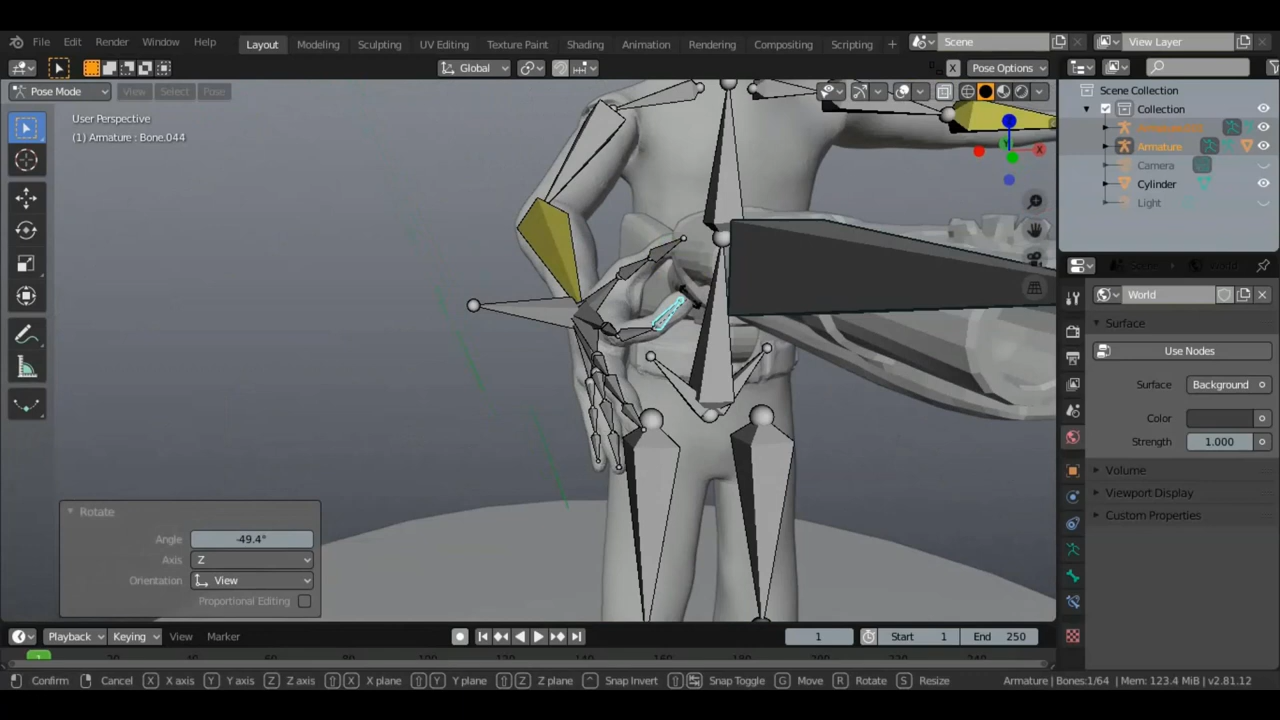 File Edit Render Window Help Layout Modeling Sculpting UV Editing Texture Paint Shading Animation Rendering Compositing Scripting + Scene View Layer
Global X Pose Options
Pose Mode View Select Pose
User Perspective
(1) Armature : Bone.044
X
Scene Collection
Collection
Armature
Camera
Cylinder
Light
World
Surface
Use Nodes
Surface Background
Color
Strength 1.000
Volume
Viewport Display
Custom Properties
Rotate
Angle -49.4°
Axis Z
Orientation View
Proportional Editing
Playback Keying View Marker 1 Start 1 End 250
1
Confirm Cancel X X axis Y Y axis Z Z axis X X plane Y Y plane Z Z plane Snap Invert Snap Toggle G Move R Rotate S Resize Armature | Bones:1/64 | Mem: 123.4 MiB | v2.81.12